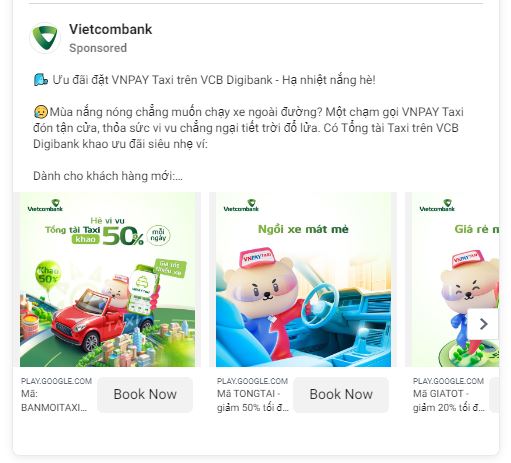 Vietcombank
Sponsored
🥶 Ưu đãi đặt VNPAY Taxi trên VCB Digibank - Hạ nhiệt nắng hè!
😥Mùa nắng nóng chẳng muốn chạy xe ngoài đường? Một chạm gọi VNPAY Taxi
đón tận cửa, thỏa sức vi vu chẳng ngại tiết trời đổ lửa. Có Tổng tài Taxi trên VCB
Digibank khao ưu đãi siêu nhẹ ví:
Dành cho khách hàng mới:...
Vietcombank
Hè vi vu
Tổng tài Taxi
khao 50% mỗi ngày
Khao 50%
Giá tốt
Nhiều xe
Vietcombank
Ngồi xe mát mẻ
VNPAYTAXI
Vietcombank
Giá rẻ m
VNPAY
PLAY.GOOGLE.COM
Mã:
BANMOITAXI...
Book Now
PLAY.GOOGLE.COM
Mã TONGTAI -
giảm 50% tối đ...
Book Now
PLAY.GOOGLE.COM
Mã GIATOT -
giảm 20% tối đ...